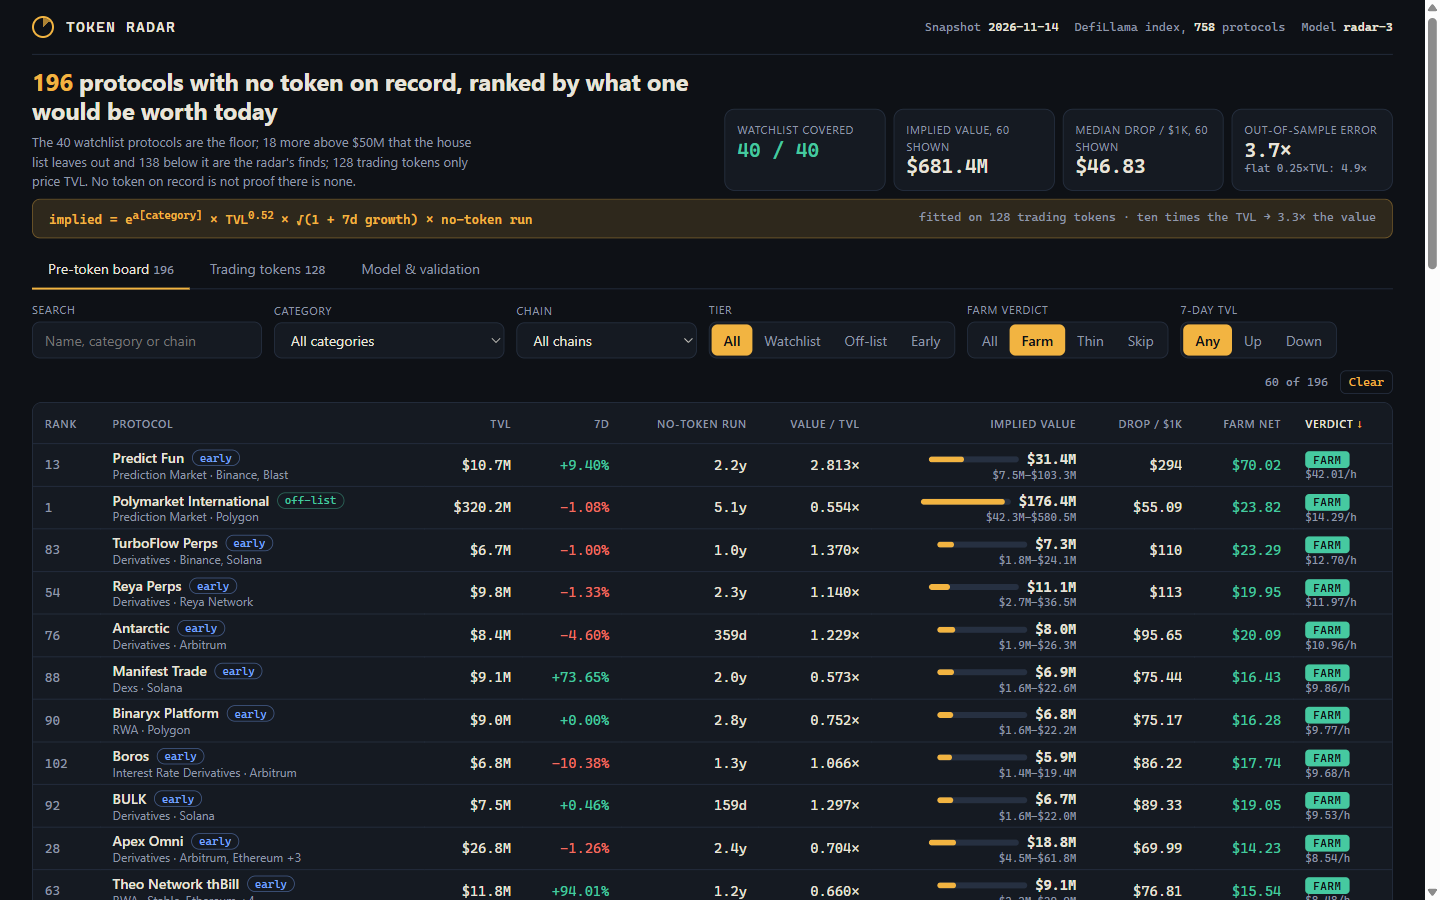 TOKEN RADAR
Snapshot 2026-11-14 DefiLlama index, 758 protocols Model radar-3
196 protocols with no token on record, ranked by what one
would be worth today
The 40 watchlist protocols are the floor; 18 more above $50M that the house
list leaves out and 138 below it are the radar's finds; 128 trading tokens only
price TVL. No token on record is not proof there is none.
WATCHLIST COVERED
40 / 40
IMPLIED VALUE, 60
SHOWN
$681.4M
MEDIAN DROP / $1K, 60
SHOWN
$46.83
OUT-OF-SAMPLE ERROR
3.7×
flat 0.25×TVL: 4.9×
implied = e^a[category] × TVL^0.52 × √(1 + 7d growth) × no-token run
fitted on 128 trading tokens · ten times the TVL → 3.3× the value
Pre-token board 196 Trading tokens 128 Model & validation
SEARCH CATEGORY CHAIN TIER FARM VERDICT 7-DAY TVL
Name, category or chain All categories All chains All Watchlist Off-list Early All Farm Thin Skip Any Up Down
60 of 196 Clear
RANK PROTOCOL TVL 7D NO-TOKEN RUN VALUE / TVL IMPLIED VALUE DROP / $1K FARM NET VERDICT ↓
13 Predict Fun early $10.7M +9.40% 2.2y 2.813× $31.4M $294 $70.02 FARM
Prediction Market · Binance, Blast $7.5M–$103.3M $42.01/h
1 Polymarket International off-list $320.2M −1.08% 5.1y 0.554× $176.4M $55.09 $23.82 FARM
Prediction Market · Polygon $42.3M–$580.5M $14.29/h
83 TurboFlow Perps early $6.7M −1.00% 1.0y 1.370× $7.3M $110 $23.29 FARM
Derivatives · Binance, Solana $1.8M–$24.1M $12.70/h
54 Reya Perps early $9.8M −1.33% 2.3y 1.140× $11.1M $113 $19.95 FARM
Derivatives · Reya Network $2.7M–$36.5M $11.97/h
76 Antarctic early $8.4M −4.60% 359d 1.229× $8.0M $95.65 $20.09 FARM
Derivatives · Arbitrum $1.9M–$26.3M $10.96/h
88 Manifest Trade early $9.1M +73.65% 2.0y 0.573× $6.9M $75.44 $16.43 FARM
Dexs · Solana $1.6M–$22.6M $9.86/h
90 Binaryx Platform early $9.0M +0.00% 2.8y 0.752× $6.8M $75.17 $16.28 FARM
RWA · Polygon $1.6M–$22.2M $9.77/h
102 Boros early $6.8M −10.38% 1.3y 1.066× $5.9M $86.22 $17.74 FARM
Interest Rate Derivatives · Arbitrum $1.4M–$19.4M $9.68/h
92 BULK early $7.5M +0.46% 159d 1.297× $6.7M $89.33 $19.05 FARM
Derivatives · Solana $1.6M–$22.0M $9.53/h
28 Apex Omni early $26.8M −1.26% 2.4y 0.704× $18.8M $69.99 $14.23 FARM
Derivatives · Arbitrum, Ethereum +3 $4.5M–$61.8M $8.54/h
63 Theo Network thBill early $11.8M +94.01% 1.2y 0.660× $9.1M $76.81 $15.54 FARM